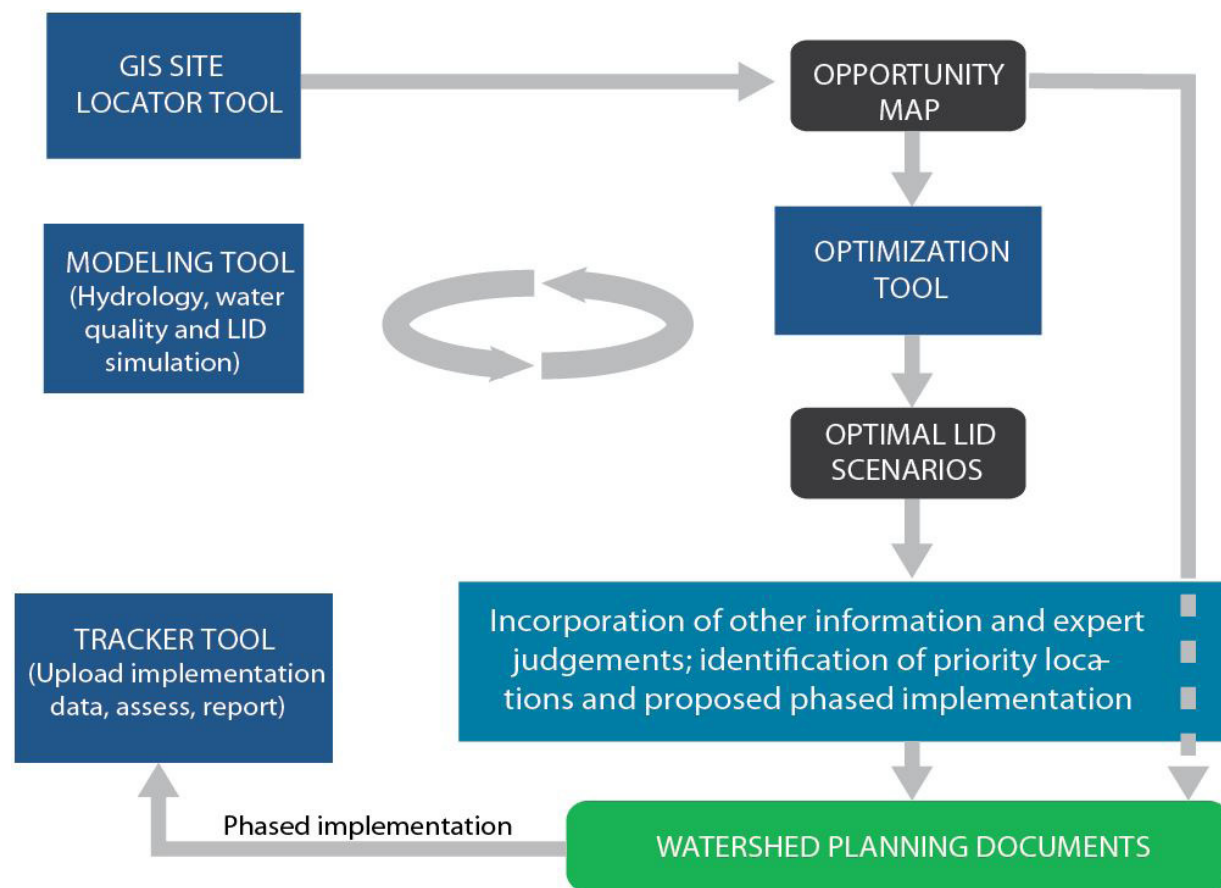 GIS SITE
LOCATOR TOOL
OPPORTUNITY
MAP
MODELING TOOL
(Hydrology, water
quality and LID
simulation)
OPTIMIZATION
TOOL
OPTIMAL LID
SCENARIOS
Incorporation of other information and expert
judgements; identification of priority loca-
tions and proposed phased implementation
TRACKER TOOL
(Upload implementation
data, assess, report)
Phased implementation
WATERSHED PLANNING DOCUMENTS